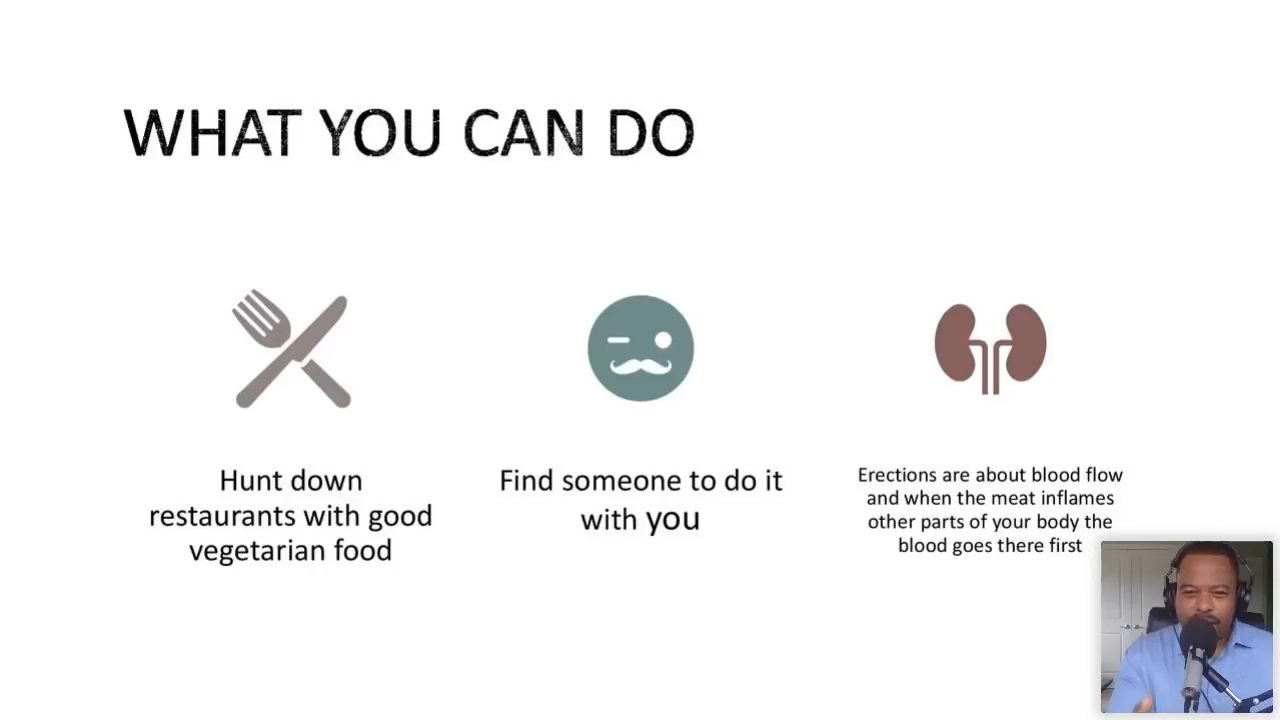 WHAT YOU CAN DO
Hunt down
restaurants with good
vegetarian food
Find someone to do it
with you
Erections are about blood flow
and when the meat inflames
other parts of your body the
blood goes there first